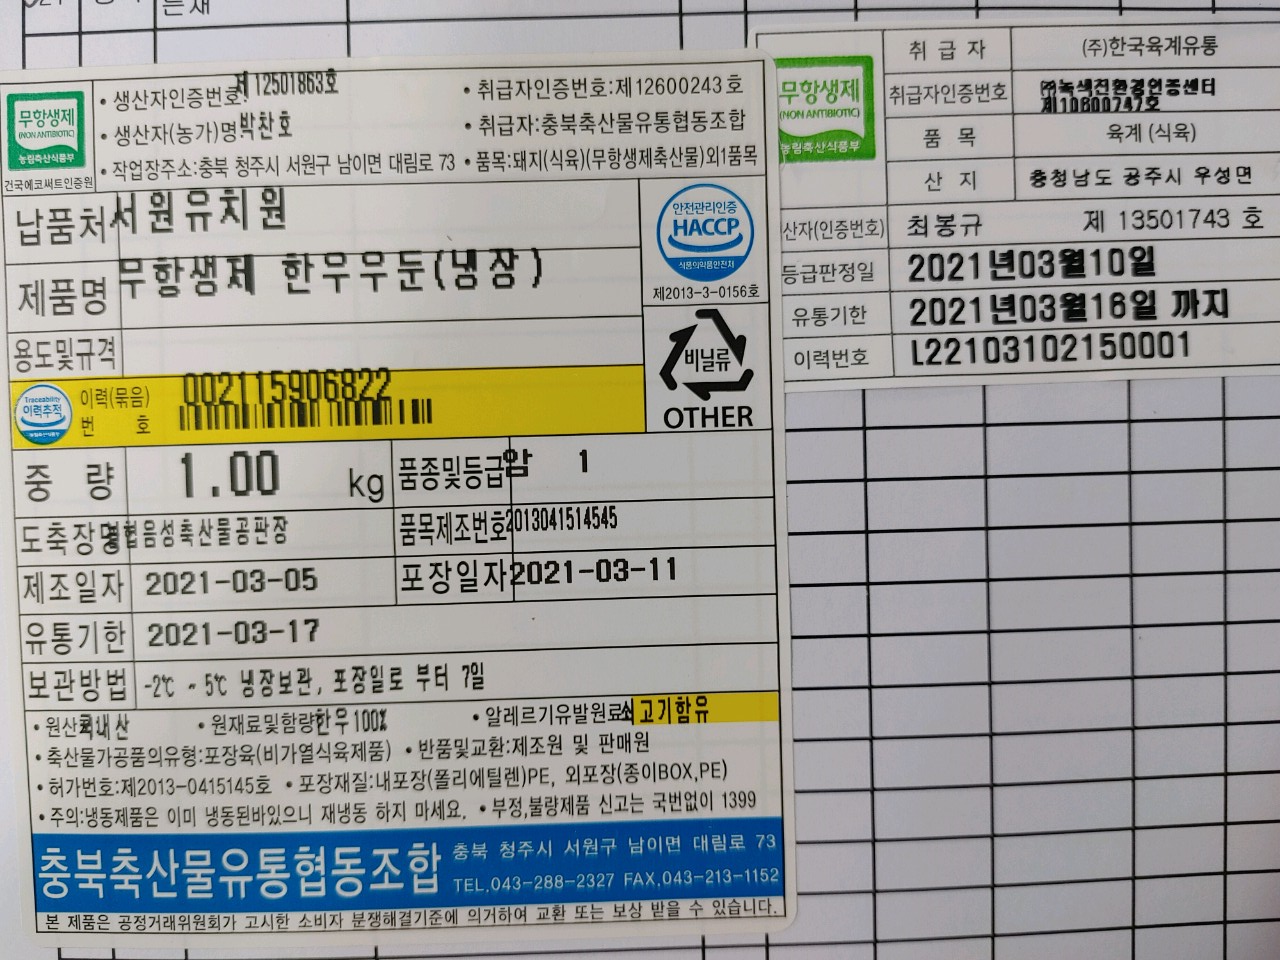 무항생제
(NON ANTIBIOTIC)
농림축산식품부
건국에코써트인증원
• 생산자인증번호: 제 12501863호
• 생산자(농가)명 박찬호
• 작업장주소:충북 청주시 서원구 남이면 대림로 73
• 취급자인증번호:제12600243호
• 취급자:충북축산물유통협동조합
• 품목:돼지(식육)(무항생제축산물)외1품목
납품처 서원유치원
제품명 무항생제 한우우둔(냉장)
용도및규격
안전관리인증
HACCP
식품의약품안전처
제2013-3-0156호
비닐류
OTHER
Traceability
이력추적
이력(묶음)번호 002115906822
중 량 1.00 kg
품종및등급 암 1
도축장명 농협음성축산물공판장
품목제조번호 2013041514545
제조일자 2021-03-05
포장일자 2021-03-11
유통기한 2021-03-17
보관방법 -2℃ ~ 5℃ 냉장보관, 포장일로 부터 7일
• 원산 국내산 • 원재료및함량 한우100% • 알레르기유발원료 쇠고기함유
• 축산물가공품의유형:포장육(비가열식육제품) • 반품및교환:제조원 및 판매원
• 허가번호:제2013-0415145호 • 포장재질:내포장(폴리에틸렌)PE, 외포장(종이BOX,PE)
• 주의:냉동제품은 이미 냉동된바있으니 재냉동 하지 마세요. • 부정,불량제품 신고는 국번없이 1399
충북축산물유통협동조합
충북 청주시 서원구 남이면 대림로 73
TEL.043-288-2327 FAX.043-213-1152
본 제품은 공정거래위원회가 고시한 소비자 분쟁해결기준에 의거하여 교환 또는 보상 받을 수 있습니다.
무항생제
(NON ANTIBIOTIC)
농림축산식품부
취 급 자 (주)한국육계유통
취급자인증번호 ㈜녹색친환경인증센터
제10600747호
품 목 육계 (식육)
산 지 충청남도 공주시 우성면
산자(인증번호) 최봉규 제 13501743 호
등급판정일 2021년03월10일
유통기한 2021년03월16일 까지
이력번호 L22103102150001